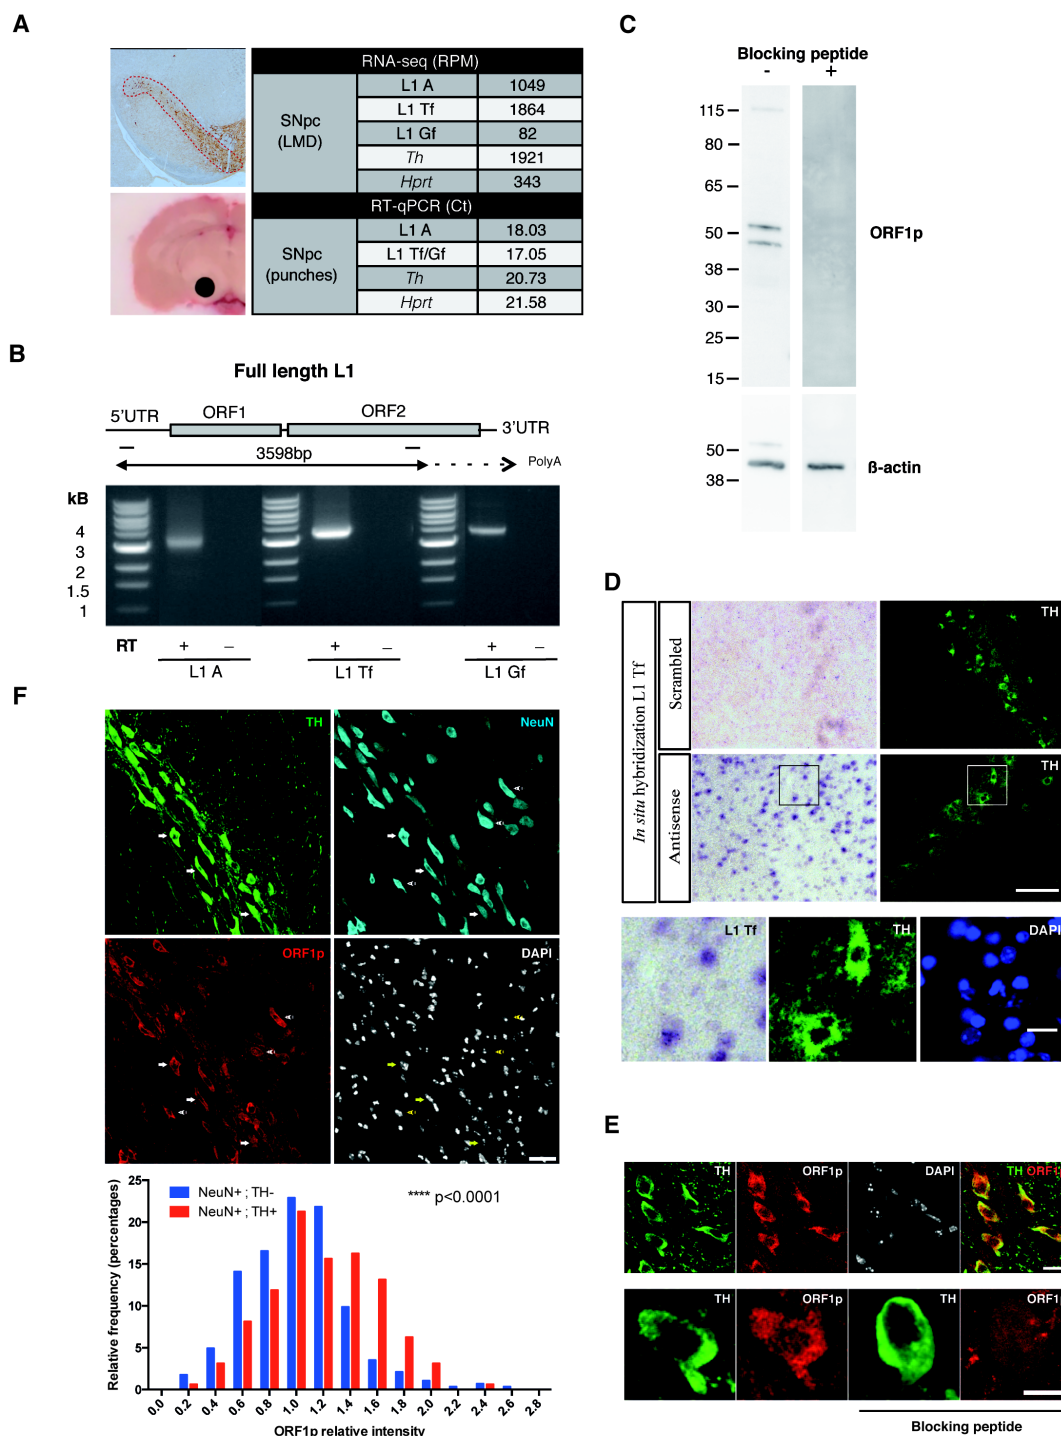 A
RNA-seq (RPM)
SNpc
(LMD)
L1 A 1049
L1 Tf 1864
L1 Gf 82
Th 1921
Hprt 343
RT-qPCR (Ct)
SNpc
(punches)
L1 A 18.03
L1 Tf/Gf 17.05
Th 20.73
Hprt 21.58
B
Full length L1
5'UTR ORF1 ORF2 3'UTR
3598bp
PolyA
kB
4
3
2
1.5
1
RT + – + – + –
L1 A L1 Tf L1 Gf
C
Blocking peptide
- +
115
80
65
50
38
30
25
15
ORF1p
50
38
ß-actin
D
In situ hybridization L1 Tf
Scrambled
Antisense
TH
TH
L1 Tf TH DAPI
E
TH ORF1p DAPI TH ORF1
TH ORF1p TH ORF1
Blocking peptide
F
TH NeuN
ORF1p DAPI
NeuN+ ; TH-
NeuN+ ; TH+
**** p<0.0001
Relative frequency (percentages)
25
20
15
10
5
0
0.0 0.2 0.4 0.6 0.8 1.0 1.2 1.4 1.6 1.8 2.0 2.2 2.4 2.6 2.8
ORF1p relative intensity